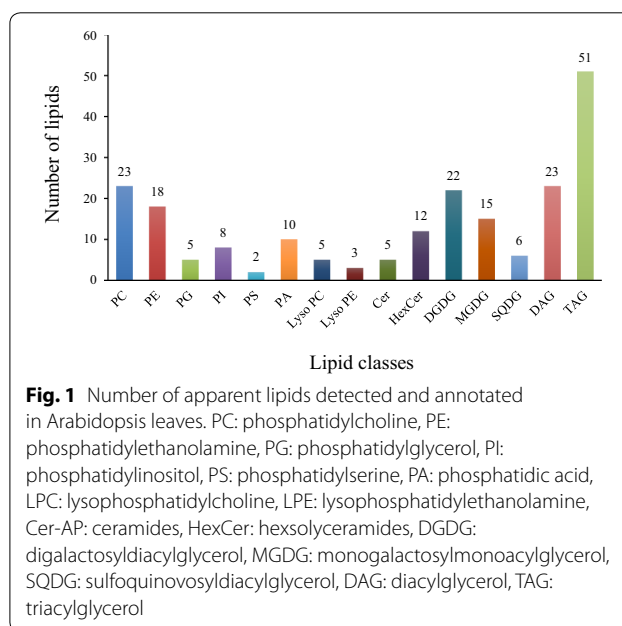 60
50
40
30
20
10
0
Number of lipids
23
18
5
8
2
10
5
3
5
12
22
15
6
23
51
PC
PE
PG
PI
PS
PA
Lyso PC
Lyso PE
Cer
HexCer
DGDG
MGDG
SQDG
DAG
TAG
Lipid classes
Fig. 1 Number of apparent lipids detected and annotated
in Arabidopsis leaves. PC: phosphatidylcholine, PE:
phosphatidylethanolamine, PG: phosphatidylglycerol, PI:
phosphatidylinositol, PS: phosphatidylserine, PA: phosphatidic acid,
LPC: lysophosphatidylcholine, LPE: lysophosphatidylethanolamine,
Cer-AP: ceramides, HexCer: hexsolyceramides, DGDG:
digalactosyldiacylglycerol, MGDG: monogalactosylmonoacylglycerol,
SQDG: sulfoquinovosyldiacylglycerol, DAG: diacylglycerol, TAG:
triacylglycerol